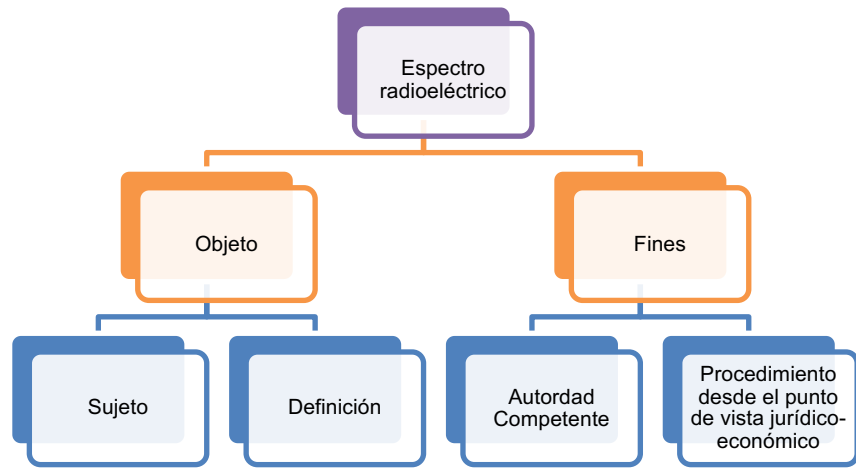 Espectro
radioeléctrico
Objeto
Fines
Sujeto
Definición
Autordad
Competente
Procedimiento
desde el punto
de vista jurídico-
económico